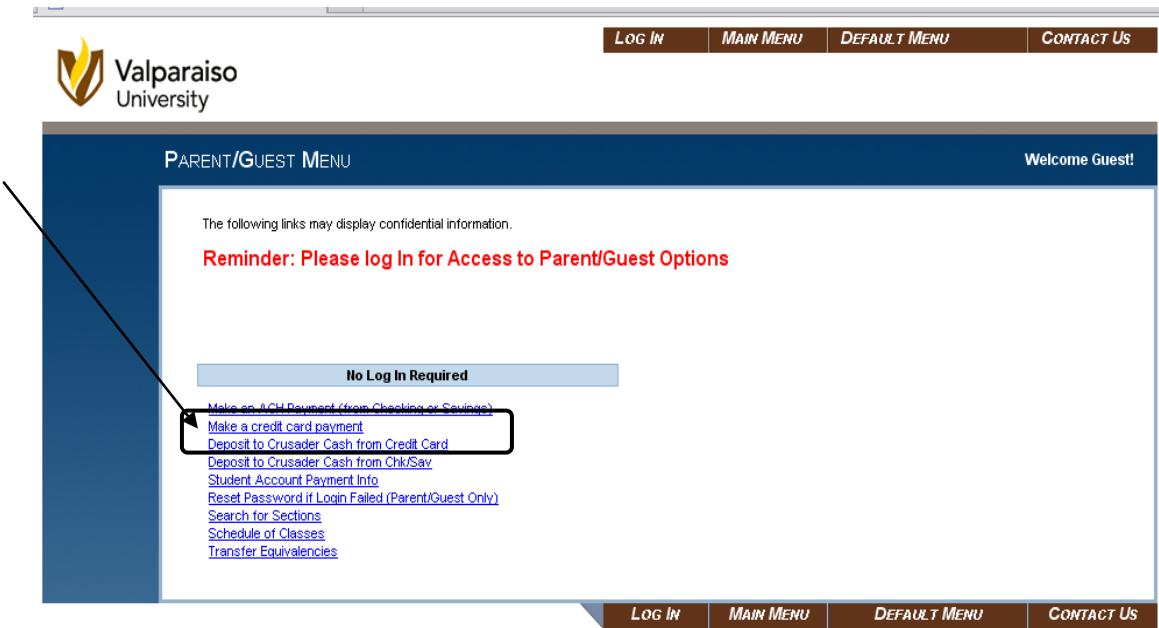 LOG IN MAIN MENU DEFAULT MENU CONTACT US
Valparaiso
University
PARENT/GUEST MENU Welcome Guest!
The following links may display confidential information.
Reminder: Please log In for Access to Parent/Guest Options
No Log In Required
Make an ACH Payment (from Checking or Savings)
Make a credit card payment
Deposit to Crusader Cash from Credit Card
Deposit to Crusader Cash from Chk/Sav
Student Account Payment Info
Reset Password if Login Failed (Parent/Guest Only)
Search for Sections
Schedule of Classes
Transfer Equivalencies
LOG IN MAIN MENU DEFAULT MENU CONTACT US